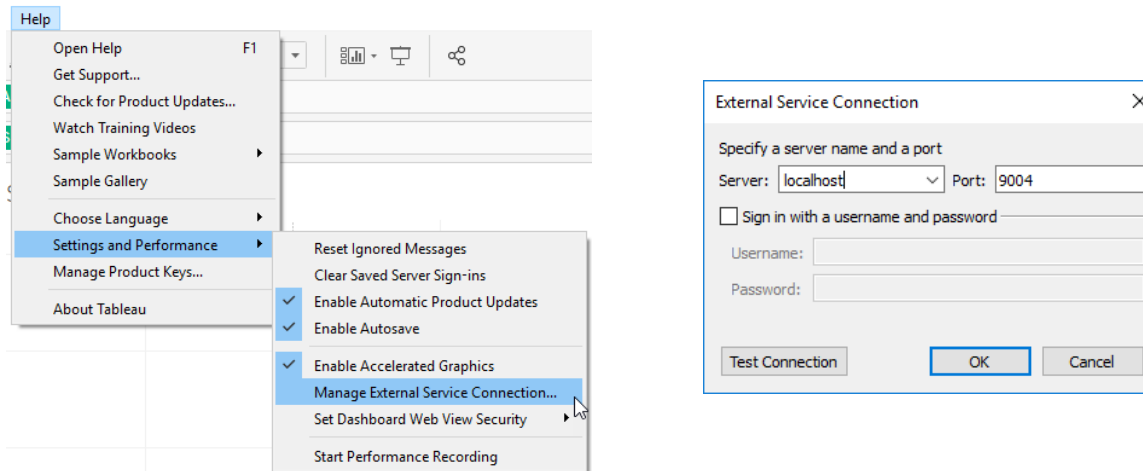 Help
Open Help F1
Get Support...
Check for Product Updates...
Watch Training Videos
Sample Workbooks
Sample Gallery
Choose Language
Settings and Performance
Manage Product Keys...
About Tableau
Reset Ignored Messages
Clear Saved Server Sign-ins
Enable Automatic Product Updates
Enable Autosave
Enable Accelerated Graphics
Manage External Service Connection...
Set Dashboard Web View Security
Start Performance Recording
External Service Connection
Specify a server name and a port
Server: localhost Port: 9004
Sign in with a username and password
Username:
Password:
Test Connection OK Cancel